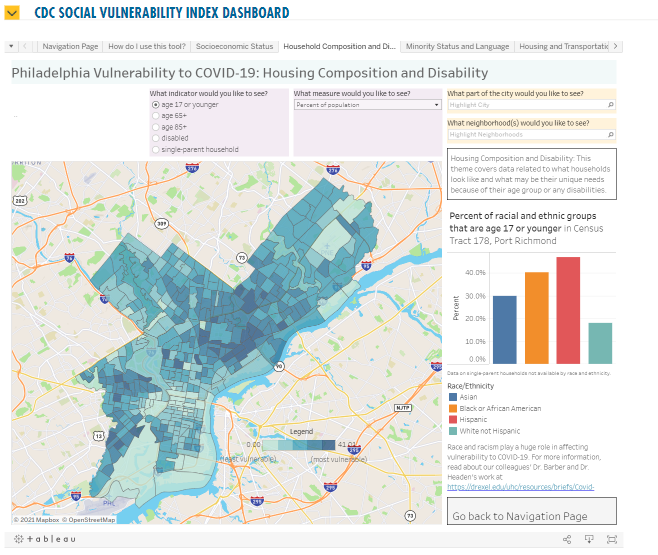 CDC SOCIAL VULNERABILITY INDEX DASHBOARD
Navigation Page
How do I use this tool?
Socioeconomic Status
Household Composition and Di...
Minority Status and Language
Housing and Transportatic
Philadelphia Vulnerability to COVID-19: Housing Composition and Disability
What indicator would you like to see?
age 17 or younger
age 65+
age 85+
disabled
single-parent household
What measure would you like to see?
Percent of population
What part of the city would you like to see?
Highlight City
What neighborhood(s) would you like to see?
Highlight Neighborhoods
Housing Composition and Disability: This
theme covers data related to what households
look like and what may be their unique needs
because of their age group or any disabilities.
Percent of racial and ethnic groups
that are age 17 or younger in Census
Tract 178, Port Richmond
40.0%
30.0%
20.0%
10.0%
0.0%
Percent
Data on single-parent households not available by race and ethnicity.
Race/Ethnicity
Asian
Black or African American
Hispanic
White not Hispanic
Race and racism play a huge role in affecting
vulnerability to COVID-19. For more information,
read about our colleagues' Dr. Barber and Dr.
Headen's work at
https://drexel.edu/uhc/resources/briefs/Covid-
Go back to Navigation Page
202
309
276
276
73
76
95
90
NJTP
13
295
295
95
PHL
73
Legend
0.00
(least vulnerable)
(most vulnerable)
© 2021 Mapbox © OpenStreetMap
+ableau